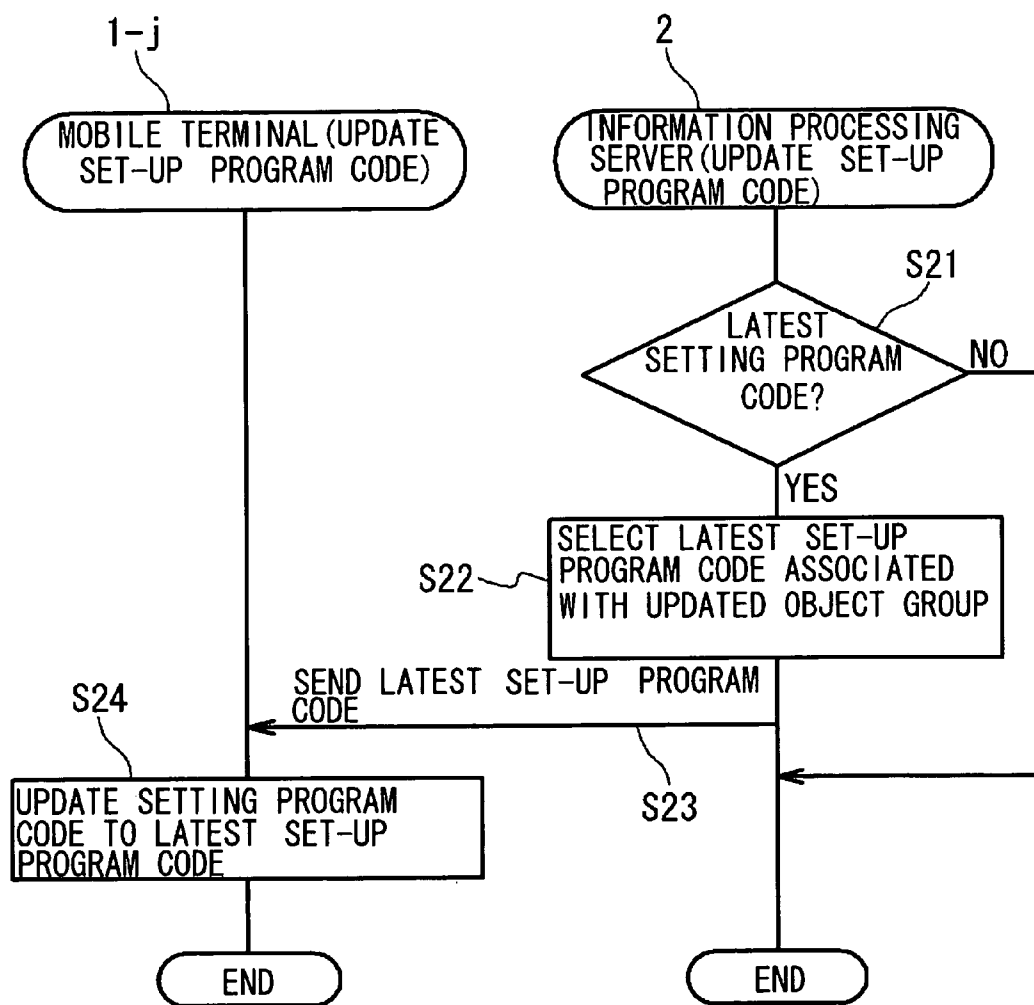 1-j
2
MOBILE TERMINAL(UPDATE
SET-UP PROGRAM CODE)
INFORMATION PROCESSING
SERVER(UPDATE SET-UP
PROGRAM CODE)
S21
LATEST
SETTING PROGRAM
CODE?
NO
YES
S22
SELECT LATEST SET-UP
PROGRAM CODE ASSOCIATED
WITH UPDATED OBJECT GROUP
SEND LATEST SET-UP PROGRAM
CODE
S23
S24
UPDATE SETTING PROGRAM
CODE TO LATEST SET-UP
PROGRAM CODE
END
END